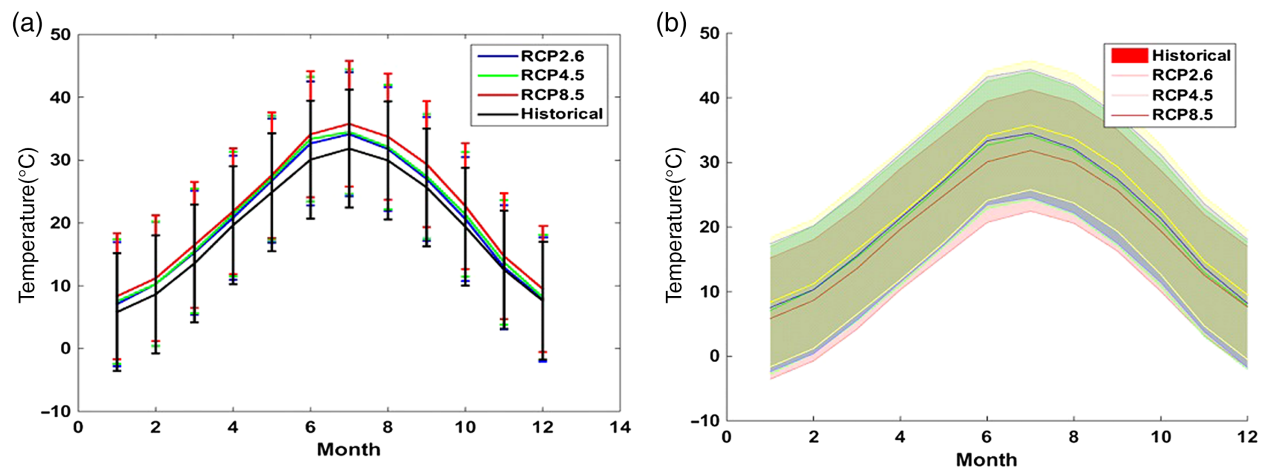 (a)
50
40
30
20
10
0
−10
Temperature(°C)
0 2 4 6 8 10 12 14
Month
RCP2.6
RCP4.5
RCP8.5
Historical
(b)
50
40
30
20
10
0
−10
Temperature(°C)
0 2 4 6 8 10 12
Month
Historical
RCP2.6
RCP4.5
RCP8.5